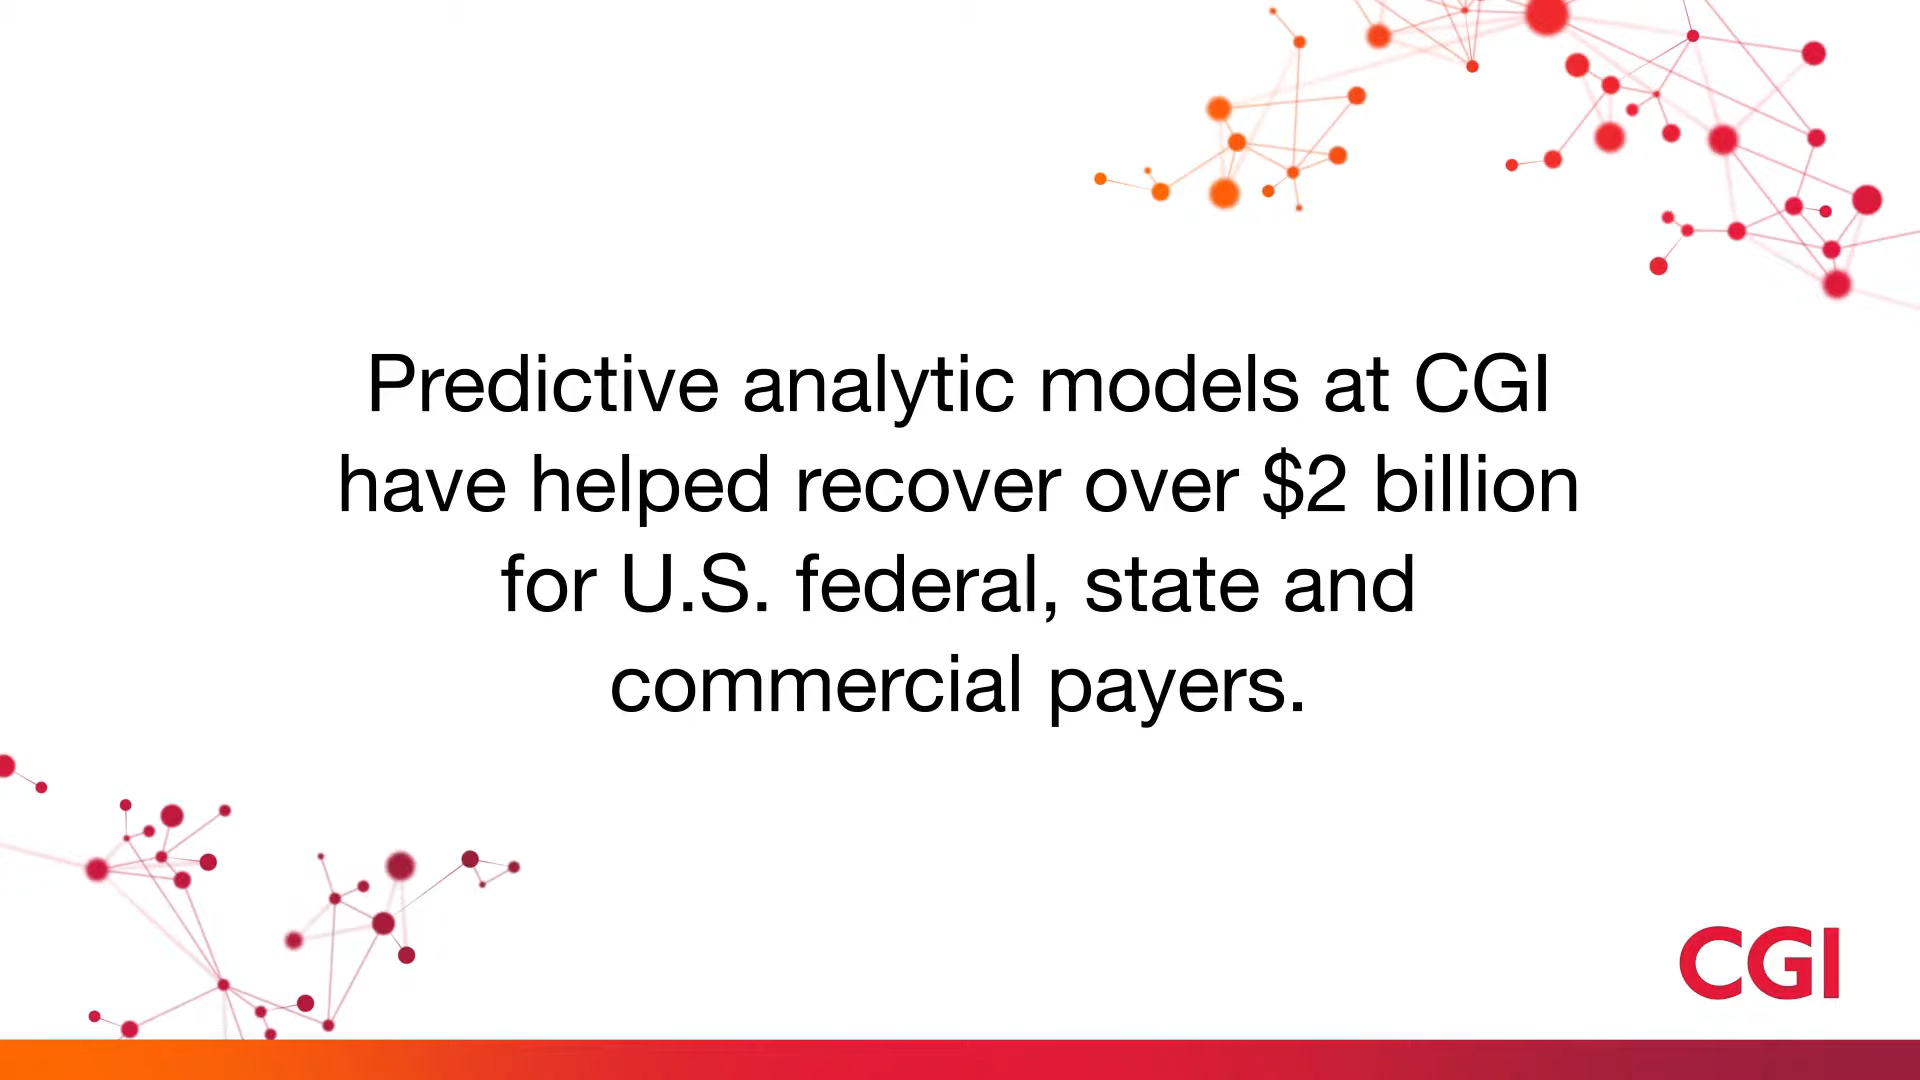 Predictive analytic models at CGI
have helped recover over $2 billion
for U.S. federal, state and
commercial payers.
CGI